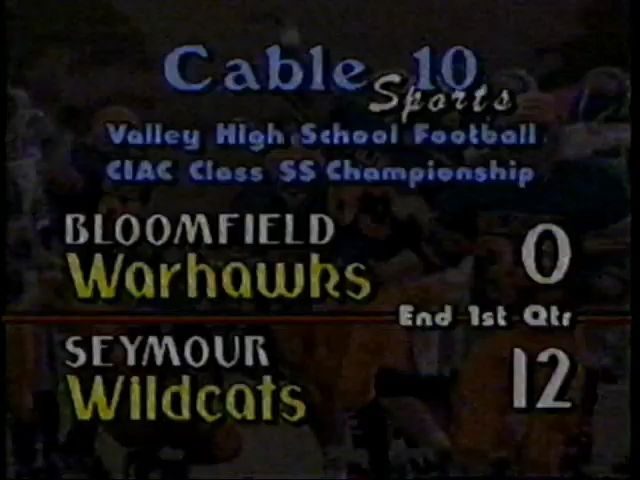 Cable 10
Sports
Valley High School Football
CIAC Class SS Championship
BLOOMFIELD
Warhawks
0
End 1st Qtr
SEYMOUR
Wildcats
12